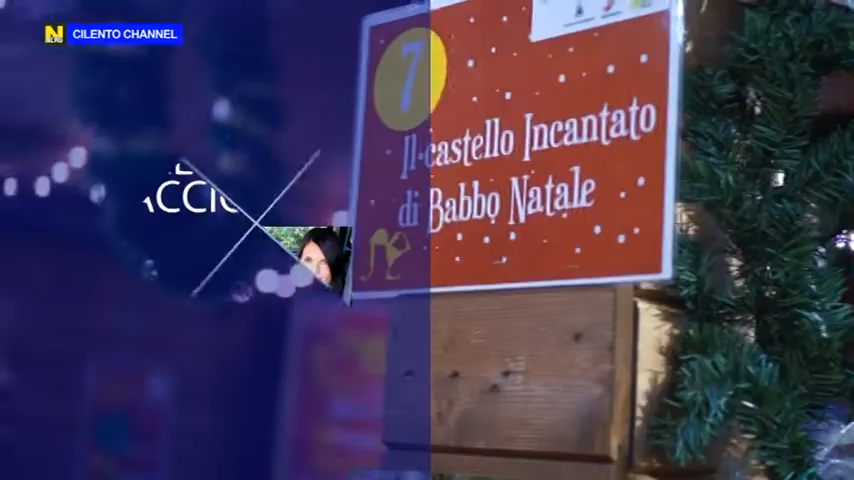 CILENTO CHANNEL
7
Il castello Incantato
di Babbo Natale